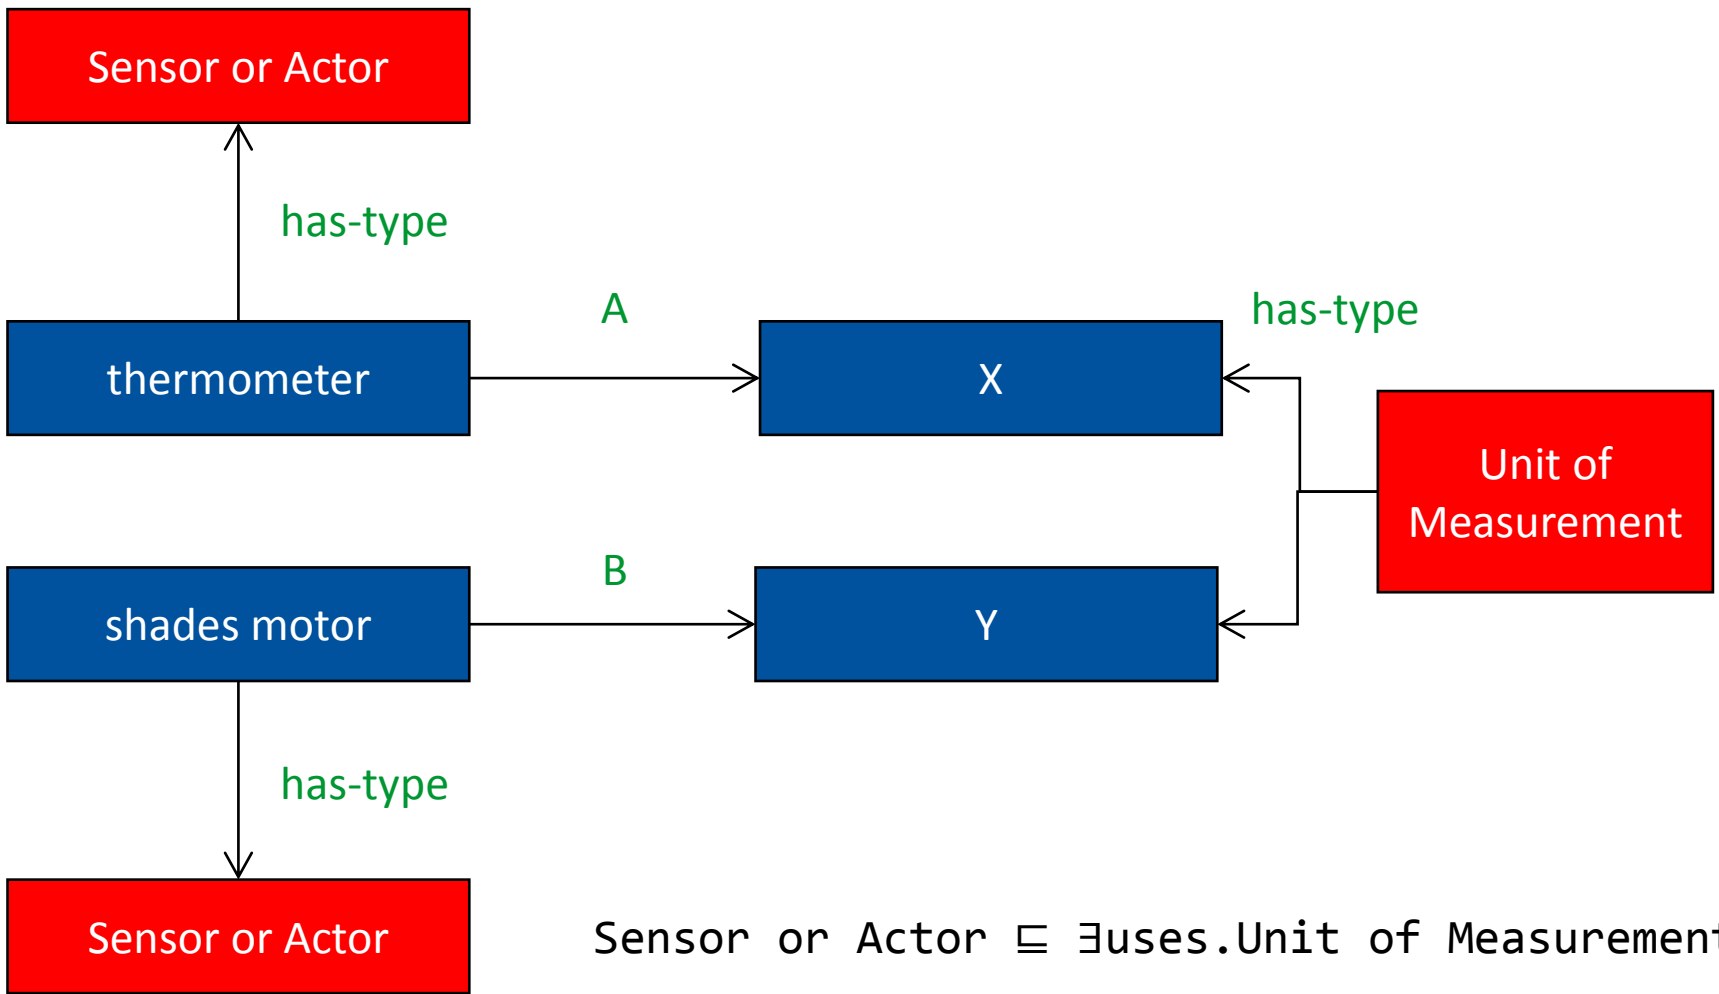 Sensor or Actor
has-type
thermometer
A
X
has-type
Unit of
Measurement
shades motor
B
Y
has-type
Sensor or Actor
Sensor or Actor ⊑ ∃uses.Unit of Measurement